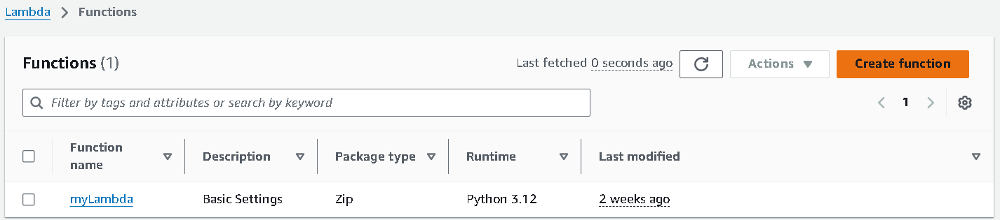 Lambda > Functions
Functions (1)
Last fetched 0 seconds ago
Actions
Create function
Filter by tags and attributes or search by keyword
1
Function name
Description
Package type
Runtime
Last modified
myLambda
Basic Settings
Zip
Python 3.12
2 weeks ago